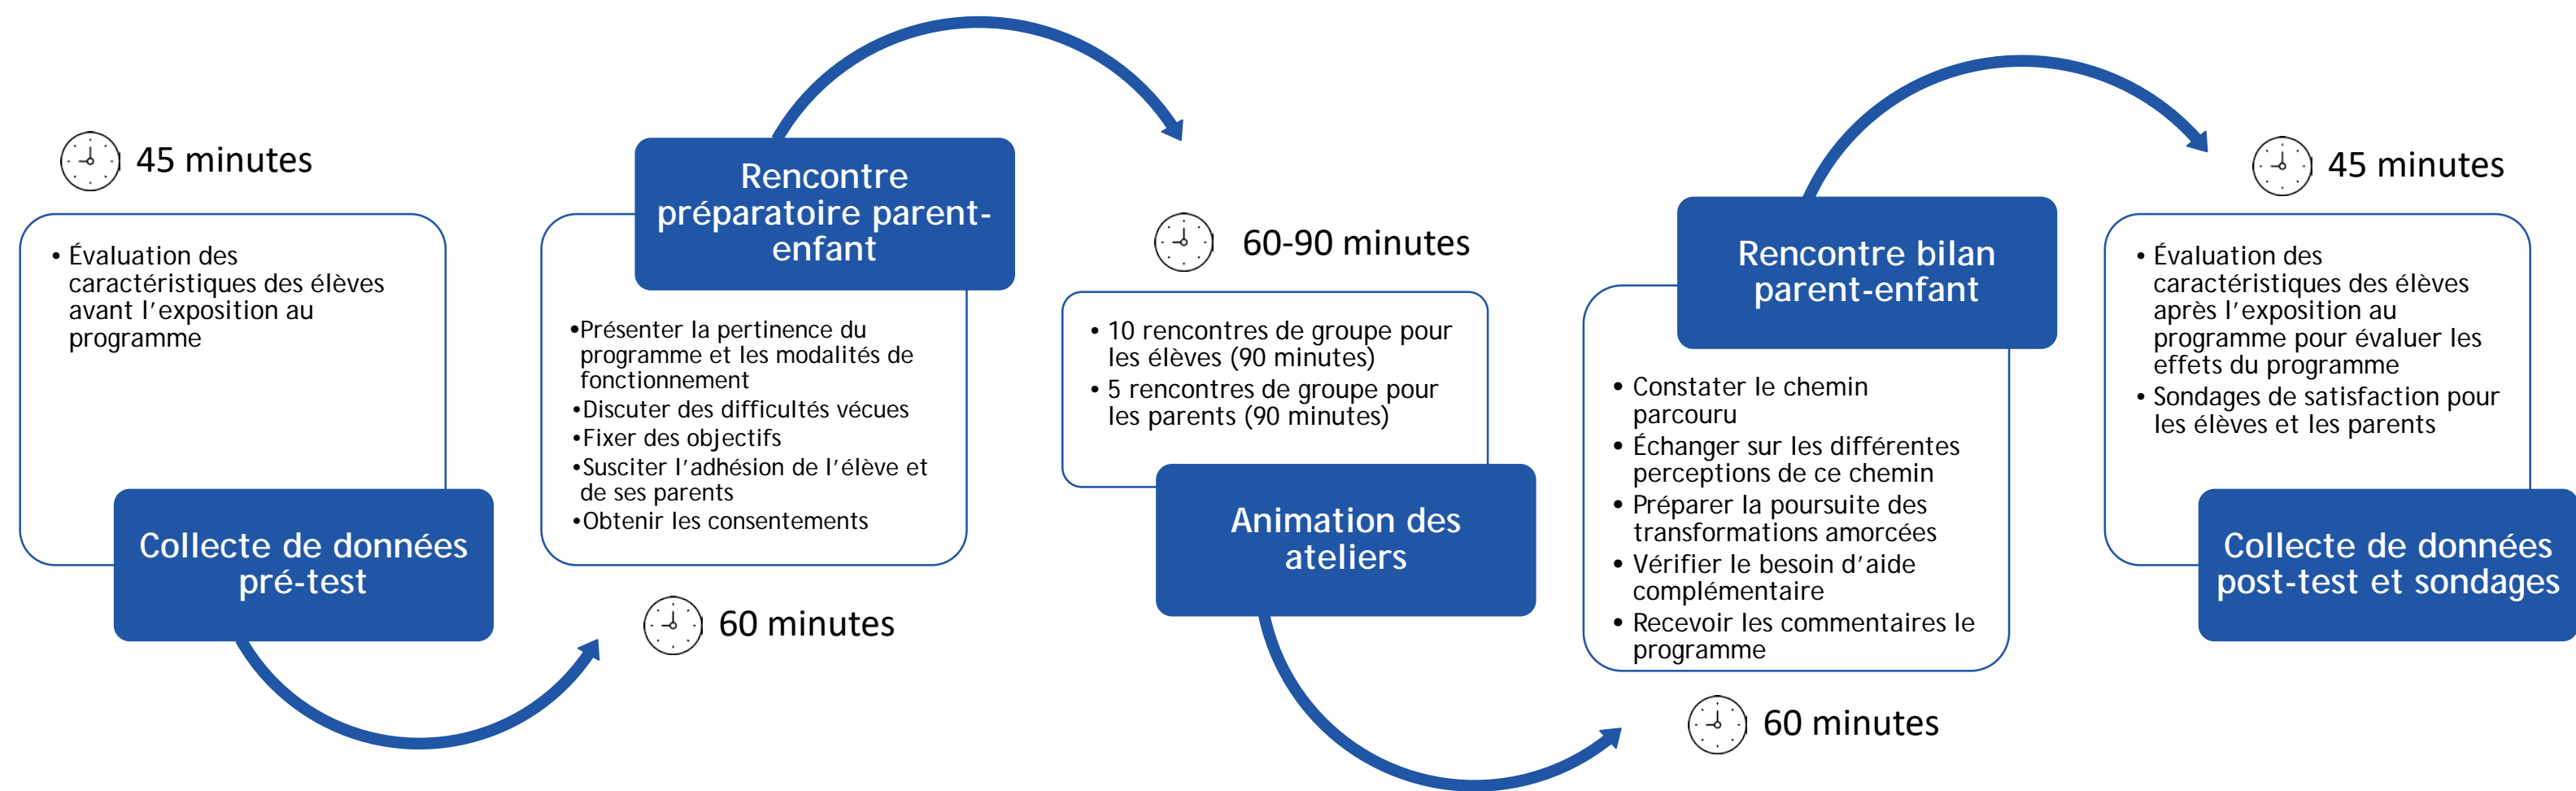 45 minutes
• Évaluation des
caractéristiques des élèves
avant l'exposition au
programme
Collecte de données
pré-test
Rencontre
préparatoire parent-
enfant
•Présenter la pertinence du
programme et les modalités de
fonctionnement
•Discuter des difficultés vécues
•Fixer des objectifs
•Susciter l'adhésion de l'élève et
de ses parents
•Obtenir les consentements
60 minutes
60-90 minutes
• 10 rencontres de groupe pour
les élèves (90 minutes)
• 5 rencontres de groupe pour
les parents (90 minutes)
Animation des
ateliers
Rencontre bilan
parent-enfant
• Constater le chemin
parcouru
• Échanger sur les différentes
perceptions de ce chemin
• Préparer la poursuite des
transformations amorcées
• Vérifier le besoin d'aide
complémentaire
• Recevoir les commentaires le
programme
60 minutes
45 minutes
• Évaluation des
caractéristiques des élèves
après l'exposition au
programme pour évaluer les
effets du programme
• Sondages de satisfaction pour
les élèves et les parents
Collecte de données
post-test et sondages